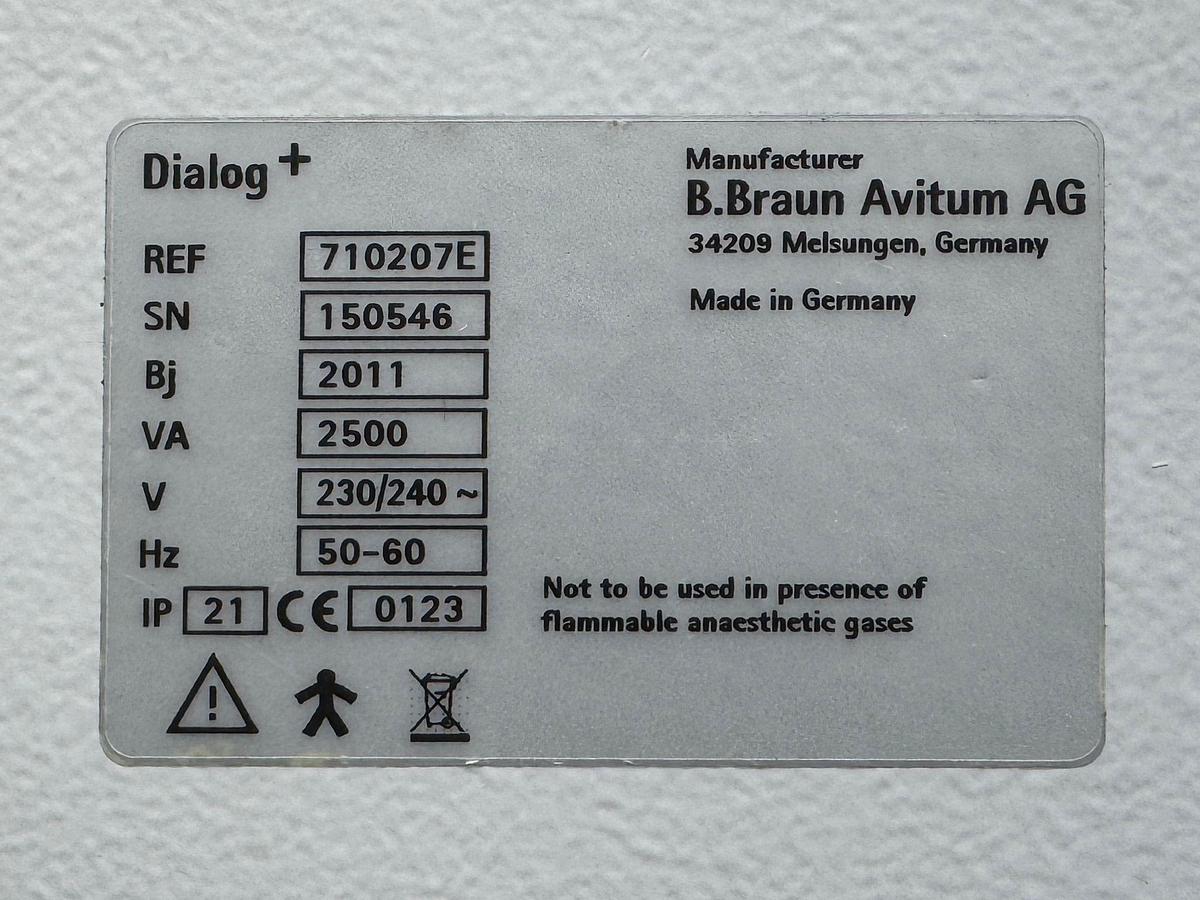 Dialog+
Manufacturer
B.Braun Avitum AG
34209 Melsungen, Germany
Made in Germany
REF 710207E
SN 150546
Bj 2011
VA 2500
V 230/240 ~
Hz 50-60
IP 21 CE 0123
Not to be used in presence of
flammable anaesthetic gases